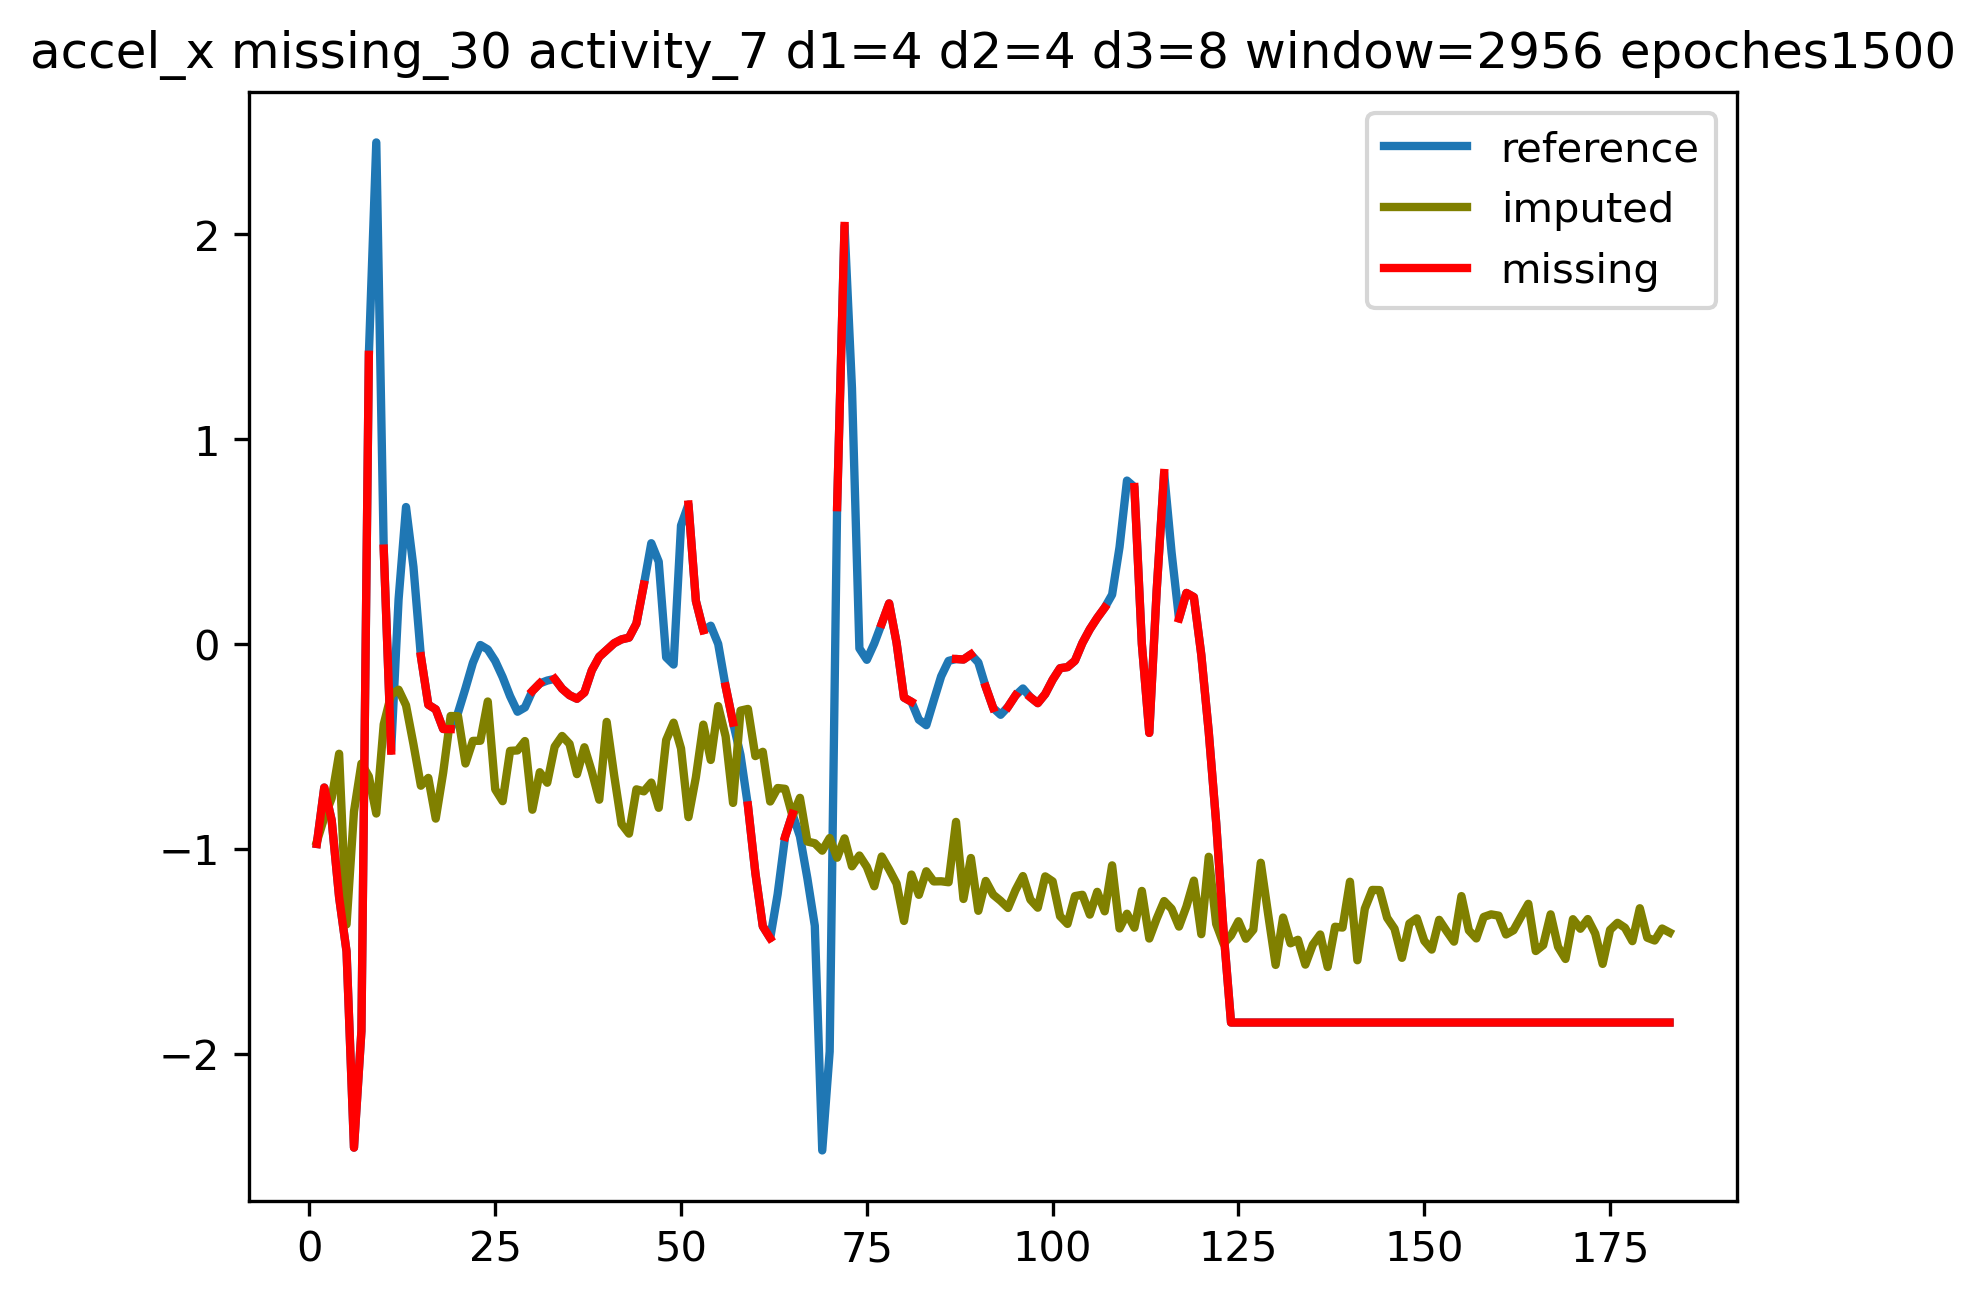 accel_x missing_30 activity_7 d1=4 d2=4 d3=8 window=2956 epoches1500
reference
imputed
missing
2
1
0
−1
−2
0 25 50 75 100 125 150 175